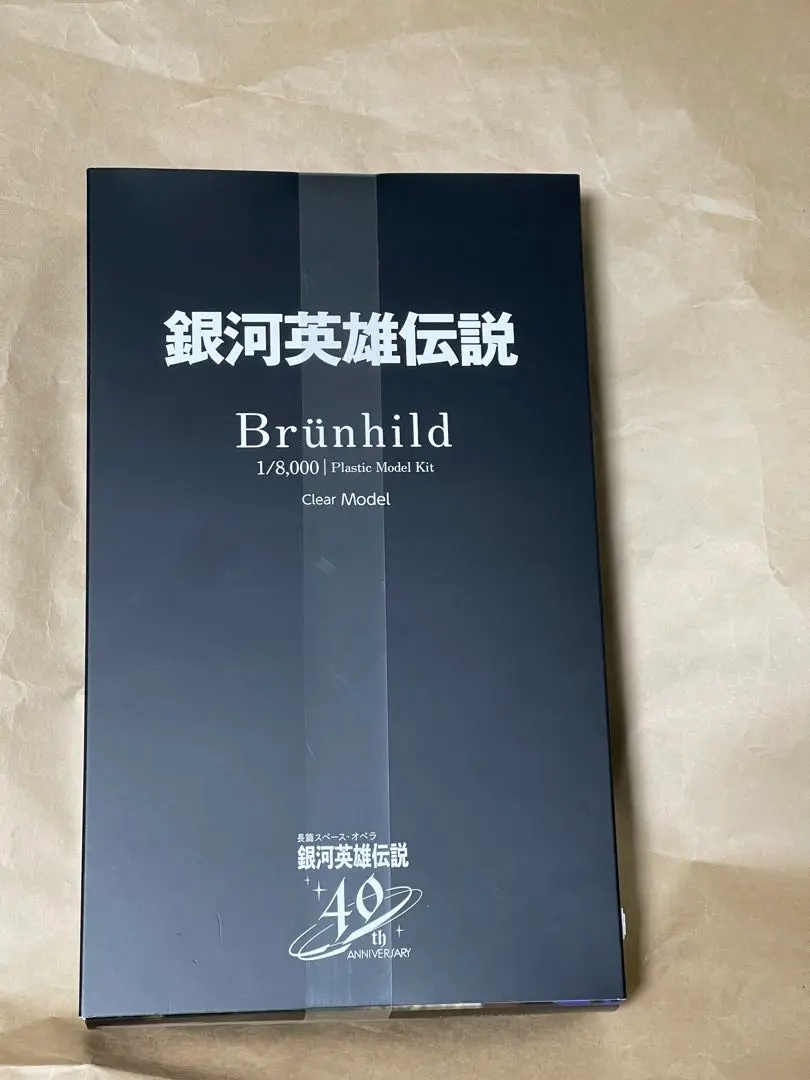 銀河英雄伝説
Brünhild
1/8,000 | Plastic Model Kit
Clear Model
長篇スペース・オペラ
銀河英雄伝説
40th
ANNIVERSARY